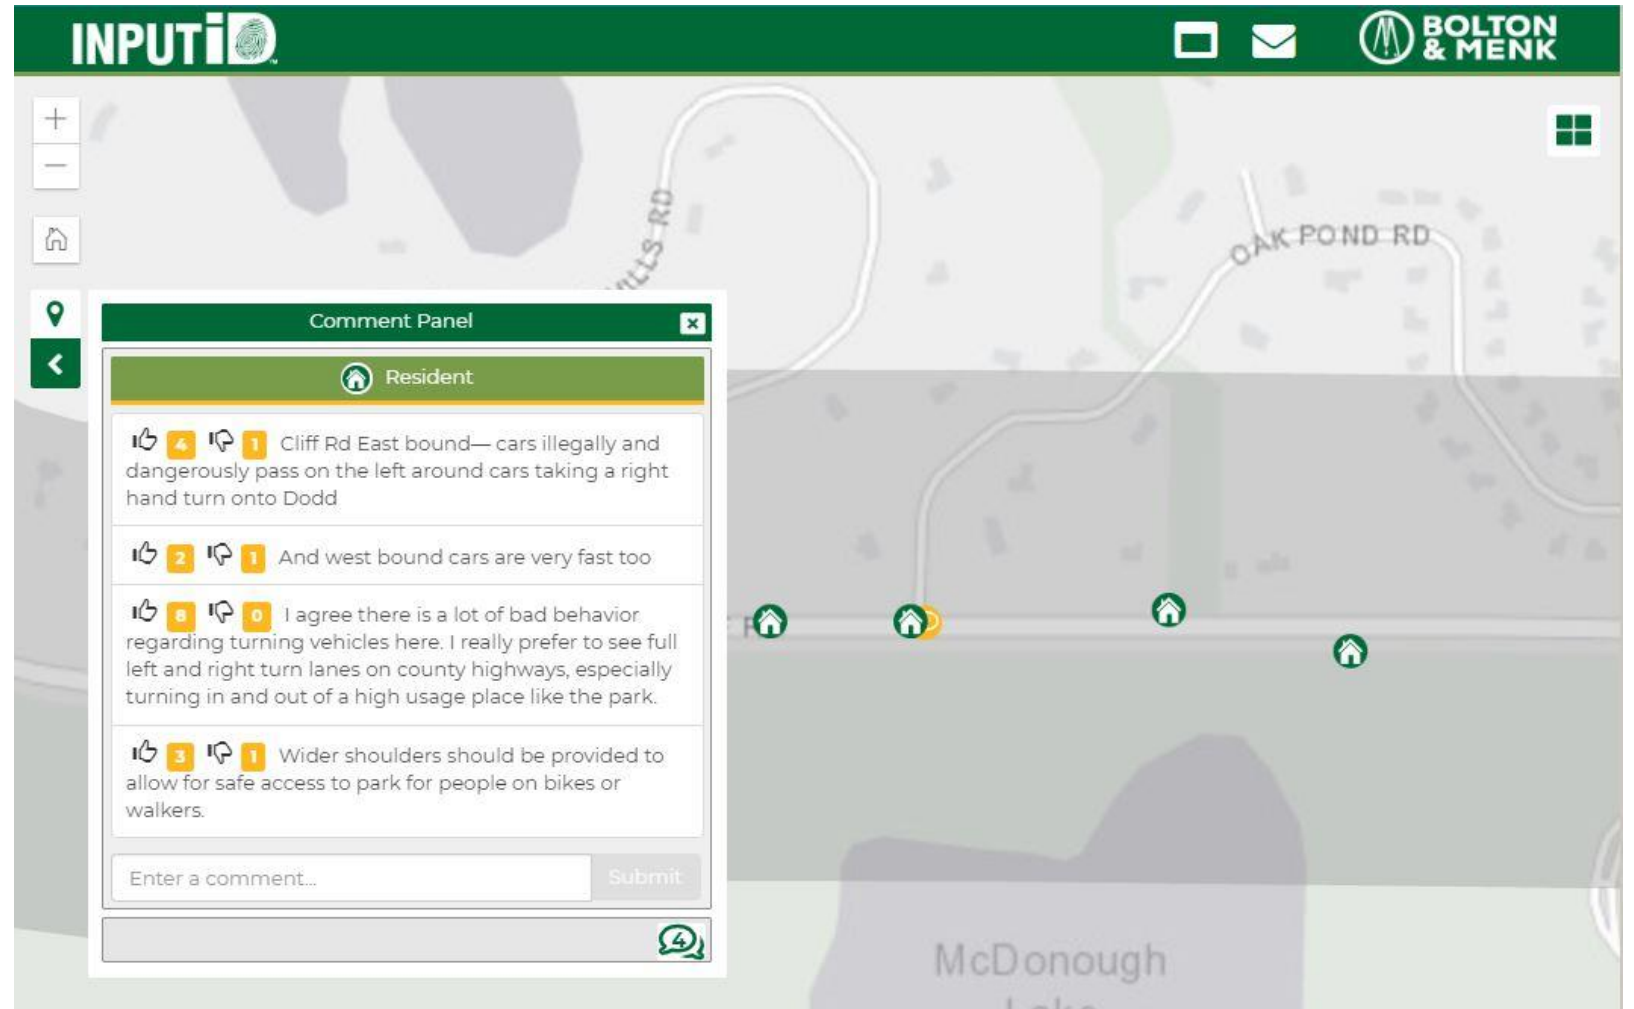 INPUTiD
BOLTON
& MENK
RD
OAK POND RD
Comment Panel
Resident
4 1 Cliff Rd East bound— cars illegally and
dangerously pass on the left around cars taking a right
hand turn onto Dodd
2 1 And west bound cars are very fast too
8 0 I agree there is a lot of bad behavior
regarding turning vehicles here. I really prefer to see full
left and right turn lanes on county highways, especially
turning in and out of a high usage place like the park.
3 1 Wider shoulders should be provided to
allow for safe access to park for people on bikes or
walkers.
Enter a comment...
Submit
4
McDonough
Lake